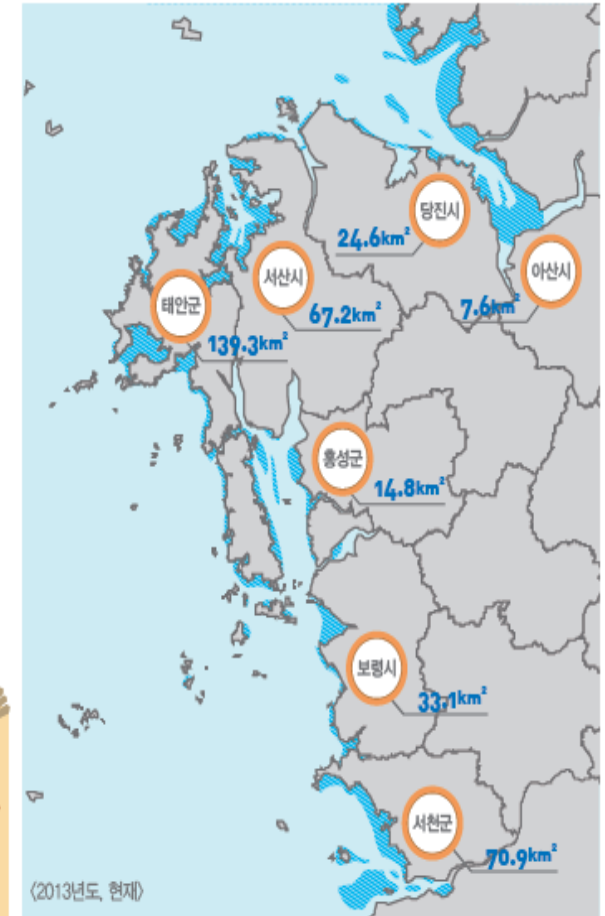 당진시
24.6km²
아산시
7.6km²
서산시
67.2km²
태안군
139.3km²
홍성군
14.8km²
보령시
33.1km²
서천군
70.9km²
〈2013년도, 현재〉